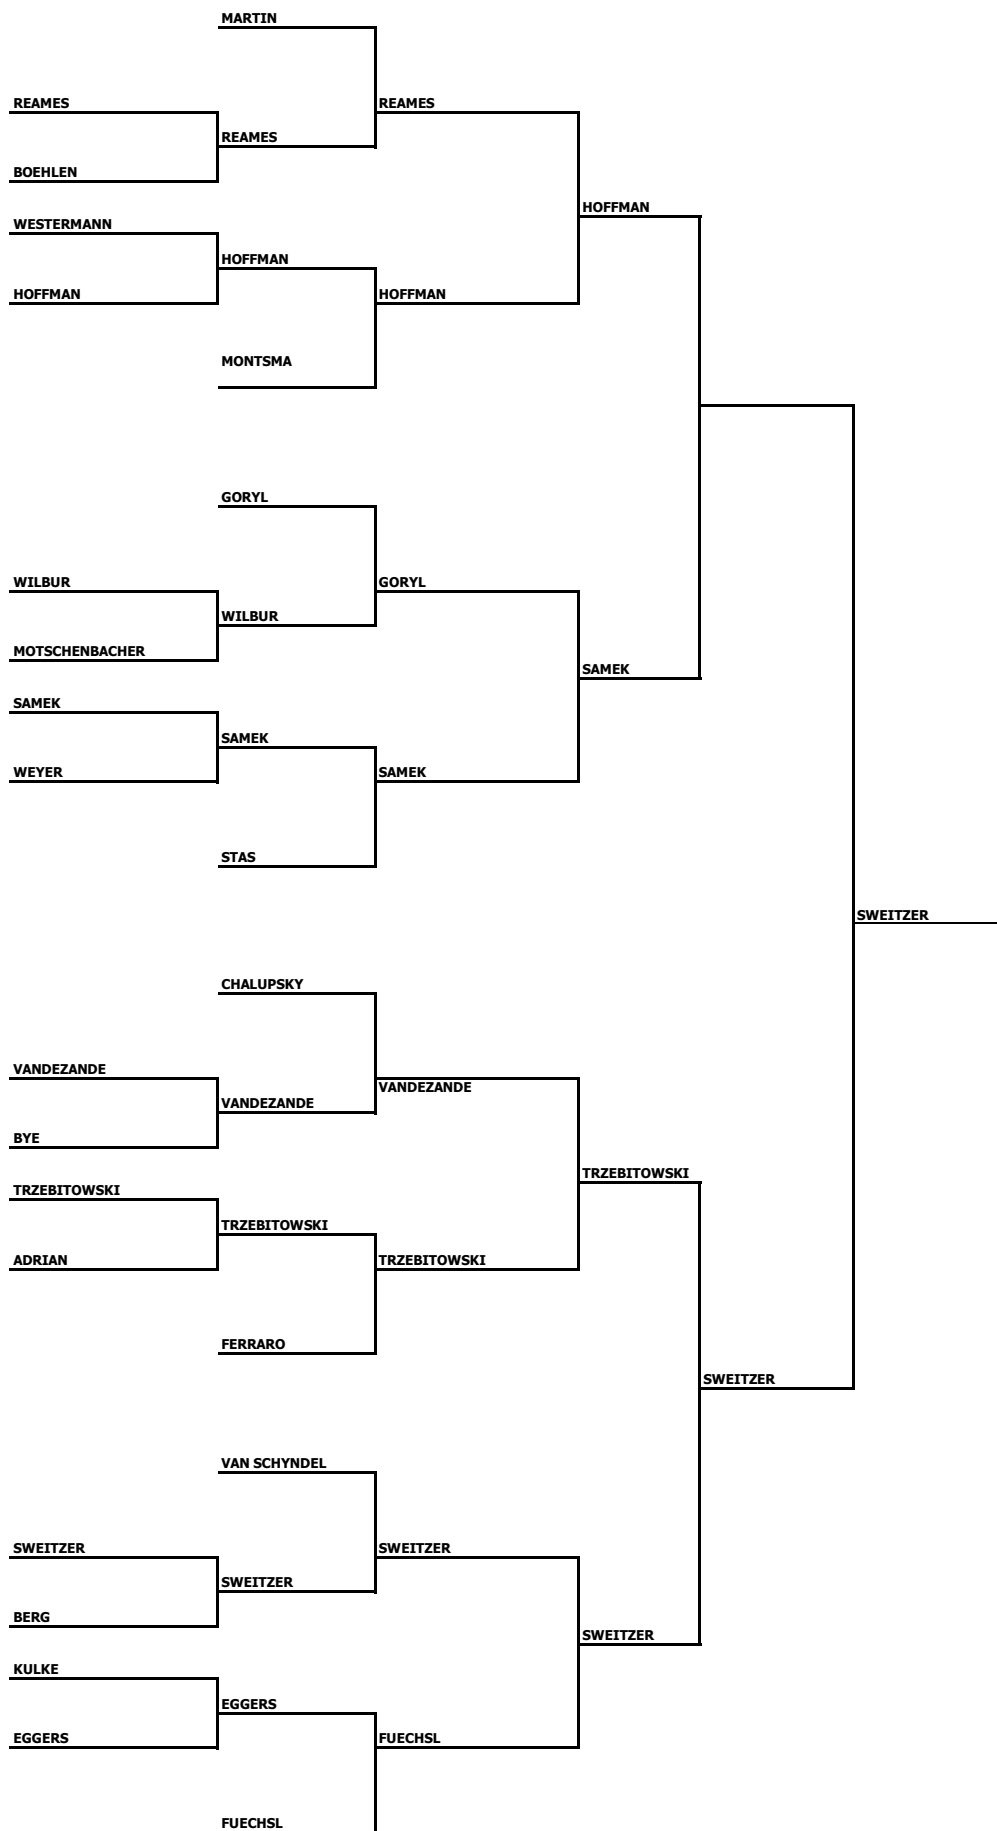 MARTIN
REAMES
REAMES
REAMES
BOEHLEN
HOFFMAN
WESTERMANN
HOFFMAN
HOFFMAN
HOFFMAN
MONTSMA
GORYL
WILBUR
GORYL
WILBUR
MOTSCHENBACHER
SAMEK
SAMEK
SAMEK
WEYER
SAMEK
STAS
SWEITZER
CHALUPSKY
VANDEZANDE
VANDEZANDE
VANDEZANDE
BYE
TRZEBITOWSKI
TRZEBITOWSKI
TRZEBITOWSKI
ADRIAN
TRZEBITOWSKI
FERRARO
SWEITZER
VAN SCHYNDEL
SWEITZER
SWEITZER
SWEITZER
BERG
SWEITZER
KULKE
EGGERS
EGGERS
FUECHSL
FUECHSL